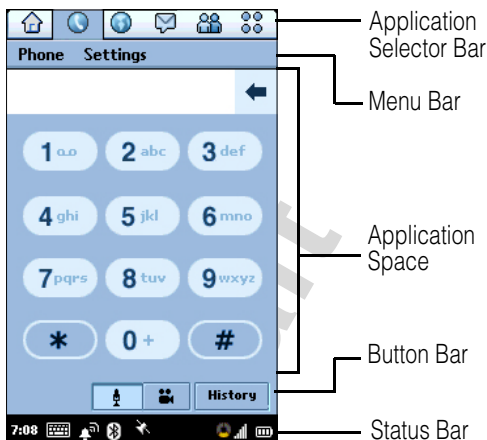 Application
Selector Bar
Phone Settings
Menu Bar
1 2 abc 3 def
4 ghi 5 jkl 6 mno
Application
Space
7 pqrs 8 tuv 9 wxyz
* 0 + #
Button Bar
History
7:08
Status Bar